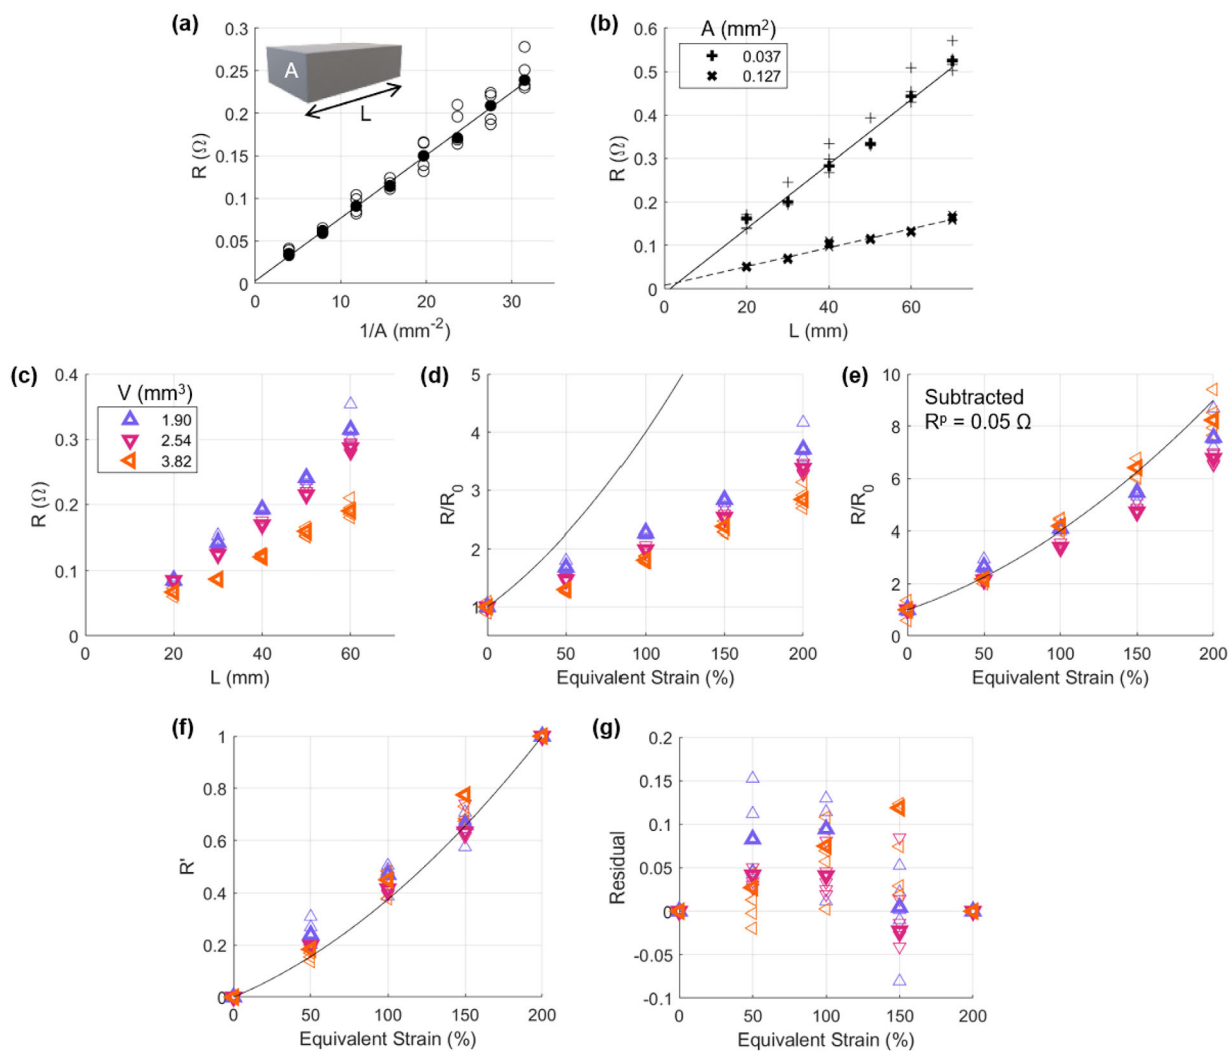 (a)
0.3
0.25
0.2
0.15
0.1
0.05
0
R (Ω)
A
L
0 10 20 30
1/A (mm⁻²)
(b)
A (mm²)
0.037
0.127
0.6
0.5
0.4
0.3
0.2
0.1
0
R (Ω)
0 20 40 60
L (mm)
(c)
V (mm³)
1.90
2.54
3.82
0.4
0.3
0.2
0.1
0
R (Ω)
0 20 40 60
L (mm)
(d)
5
4
3
2
1
R/R₀
0 50 100 150 200
Equivalent Strain (%)
(e)
Subtracted
Rᵖ = 0.05 Ω
10
8
6
4
2
0
R/R₀
0 50 100 150 200
Equivalent Strain (%)
(f)
1
0.8
0.6
0.4
0.2
0
R'
0 50 100 150 200
Equivalent Strain (%)
(g)
0.2
0.15
0.1
0.05
0
-0.05
-0.1
Residual
0 50 100 150 200
Equivalent Strain (%)